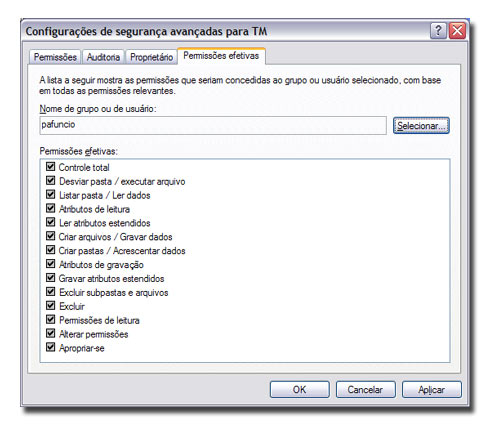 Configurações de segurança avançadas para TM
Permissões Auditoria Proprietário Permissões efetivas
A lista a seguir mostra as permissões que seriam concedidas ao grupo ou usuário selecionado, com base
em todas as permissões relevantes.
Nome de grupo ou de usuário:
pafuncio Selecionar...
Permissões efetivas:
Controle total
Desviar pasta / executar arquivo
Listar pasta / Ler dados
Atributos de leitura
Ler atributos estendidos
Criar arquivos / Gravar dados
Criar pastas / Acrescentar dados
Atributos de gravação
Gravar atributos estendidos
Excluir subpastas e arquivos
Excluir
Permissões de leitura
Alterar permissões
Apropriar-se
OK Cancelar Aplicar